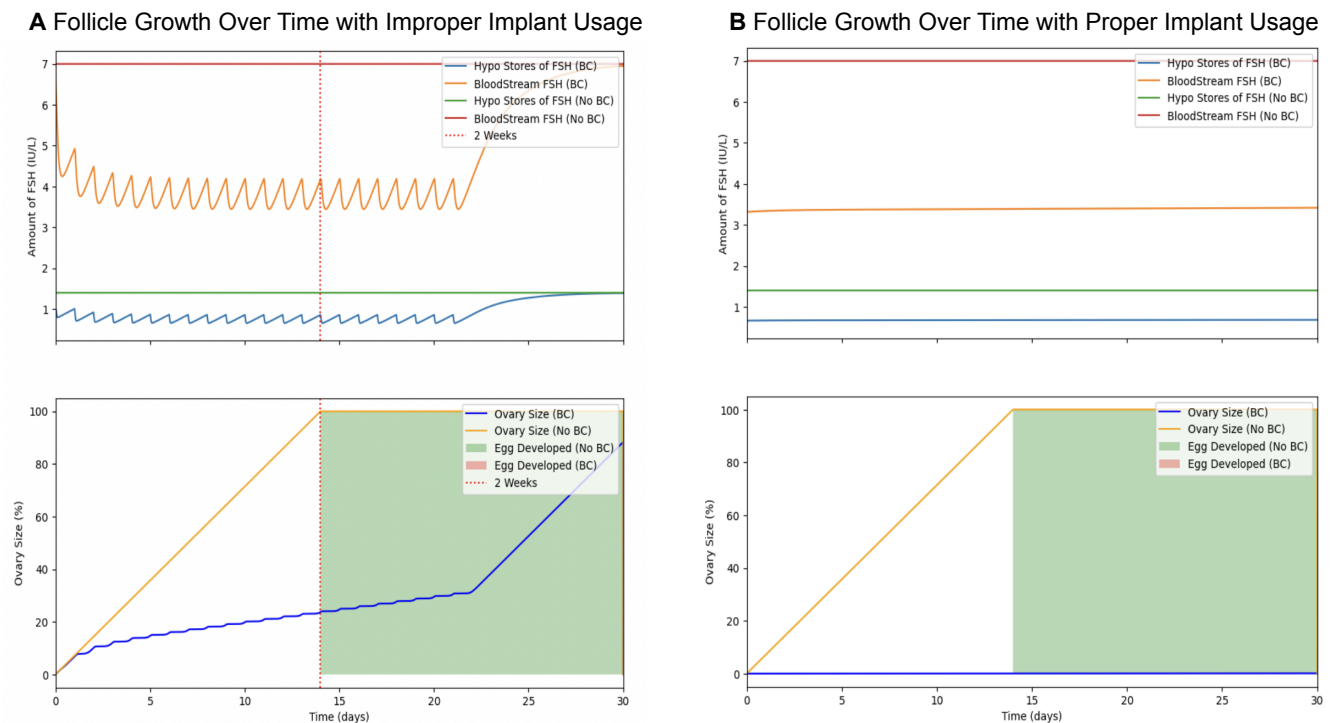 A Follicle Growth Over Time with Improper Implant Usage
7
6
5
4
3
2
1
Amount of FSH (IU/L)
Hypo Stores of FSH (BC)
BloodStream FSH (BC)
Hypo Stores of FSH (No BC)
BloodStream FSH (No BC)
2 Weeks
100
80
60
40
20
0
Ovary Size (%)
Ovary Size (BC)
Ovary Size (No BC)
Egg Developed (No BC)
Egg Developed (BC)
2 Weeks
0 5 10 15 20 25 30
Time (days)
B Follicle Growth Over Time with Proper Implant Usage
7
6
5
4
3
2
1
Amount of FSH (IU/L)
Hypo Stores of FSH (BC)
BloodStream FSH (BC)
Hypo Stores of FSH (No BC)
BloodStream FSH (No BC)
100
80
60
40
20
0
Ovary Size (%)
Ovary Size (BC)
Ovary Size (No BC)
Egg Developed (No BC)
Egg Developed (BC)
0 5 10 15 20 25 30
Time (days)